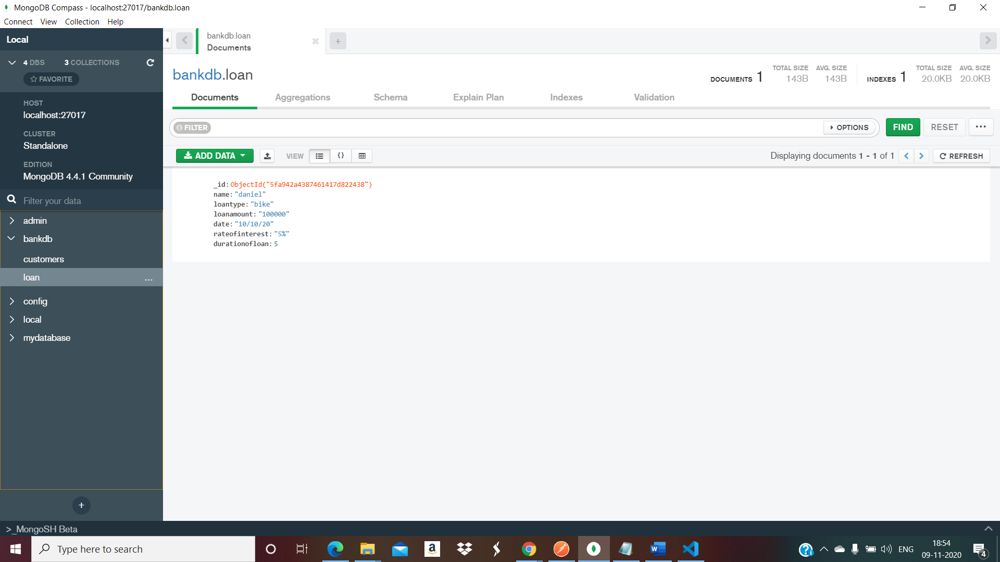 MongoDB Compass - localhost:27017/bankdb.loan
Connect View Collection Help
Local
4 DBS 3 COLLECTIONS
FAVORITE
HOST
localhost:27017
CLUSTER
Standalone
EDITION
MongoDB 4.4.1 Community
Filter your data
admin
bankdb
customers
loan ...
config
local
mydatabase
+
bankdb.loan
Documents
+
bankdb.loan
DOCUMENTS 1 TOTAL SIZE 143B AVG. SIZE 143B
INDEXES 1 TOTAL SIZE 20.0KB AVG. SIZE 20.0KB
Documents Aggregations Schema Explain Plan Indexes Validation
FILTER OPTIONS FIND RESET ...
ADD DATA VIEW {} Displaying documents 1 - 1 of 1 REFRESH
_id: ObjectId("5fa942a4387461417d822438")
name: "daniel"
loantype: "bike"
loanamount: "100000"
date: "10/10/20"
rateofinterest: "5%"
durationofloan: 5
>_MongoSH Beta
Type here to search
a
W
ENG
18:54
09-11-2020
4